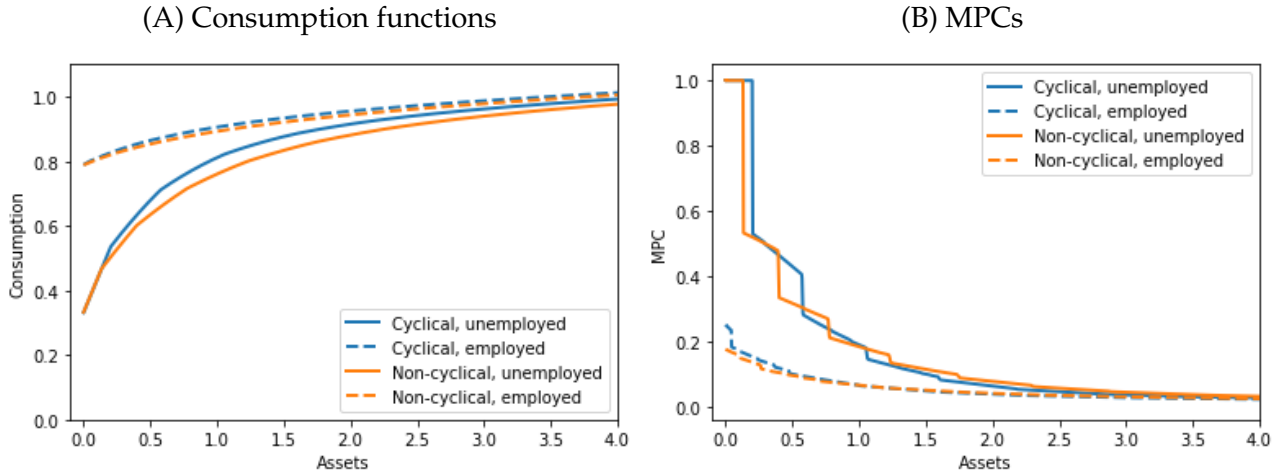 (A) Consumption functions
Consumption
1.0
0.8
0.6
0.4
0.2
0.0
0.0 0.5 1.0 1.5 2.0 2.5 3.0 3.5 4.0
Assets
Cyclical, unemployed
Cyclical, employed
Non-cyclical, unemployed
Non-cyclical, employed
(B) MPCs
MPC
1.0
0.8
0.6
0.4
0.2
0.0
0.0 0.5 1.0 1.5 2.0 2.5 3.0 3.5 4.0
Assets
Cyclical, unemployed
Cyclical, employed
Non-cyclical, unemployed
Non-cyclical, employed